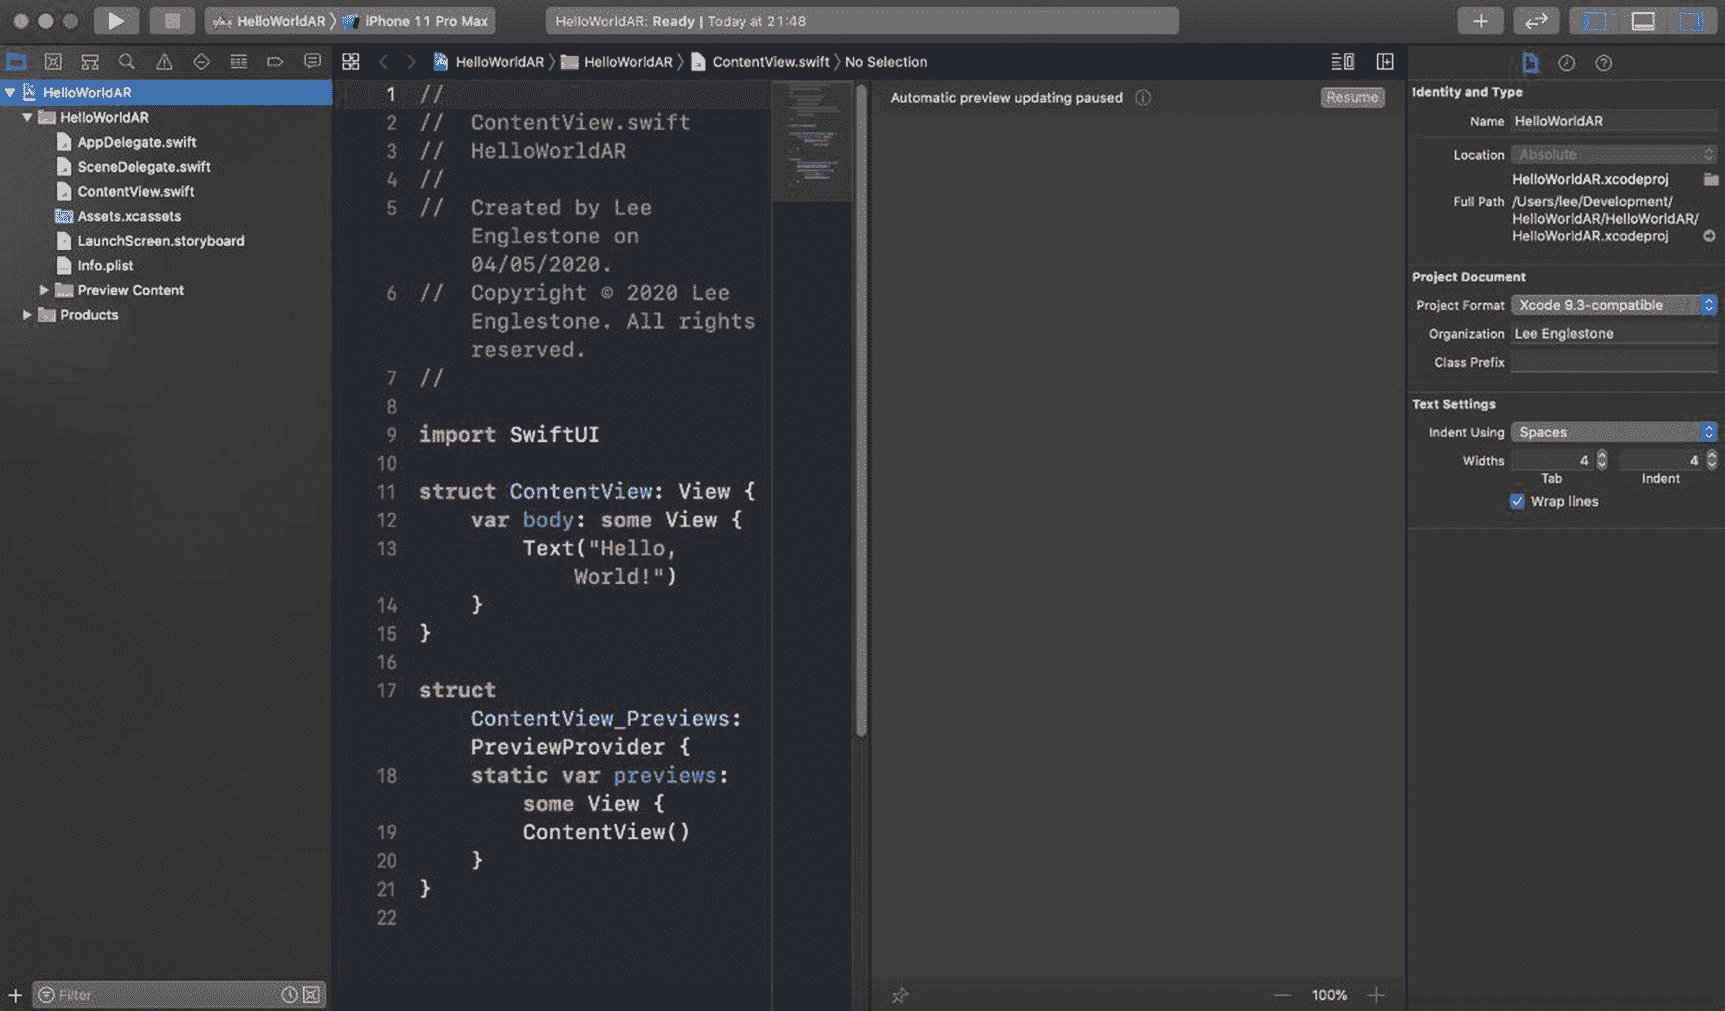 HelloWorldAR 〉 iPhone 11 Pro Max
HelloWorldAR: Ready | Today at 21:48
HelloWorldAR 〉 HelloWorldAR 〉 ContentView.swift 〉 No Selection
HelloWorldAR
HelloWorldAR
AppDelegate.swift
SceneDelegate.swift
ContentView.swift
Assets.xcassets
LaunchScreen.storyboard
Info.plist
Preview Content
Products
Filter
1 //
2 //  ContentView.swift
3 //  HelloWorldAR
4 //
5 //  Created by Lee
Englestone on
04/05/2020.
6 //  Copyright © 2020 Lee
Englestone. All rights
reserved.
7 //
8
9 import SwiftUI
10
11 struct ContentView: View {
12 var body: some View {
13 Text("Hello,
World!")
14 }
15 }
16
17 struct
ContentView_Previews:
PreviewProvider {
18 static var previews:
some View {
19 ContentView()
20 }
21 }
22
Automatic preview updating paused
Resume
100%
Identity and Type
Name HelloWorldAR
Location Absolute
HelloWorldAR.xcodeproj
Full Path /Users/lee/Development/
HelloWorldAR/HelloWorldAR/
HelloWorldAR.xcodeproj
Project Document
Project Format Xcode 9.3-compatible
Organization Lee Englestone
Class Prefix
Text Settings
Indent Using Spaces
Widths 4 4
Tab Indent
Wrap lines